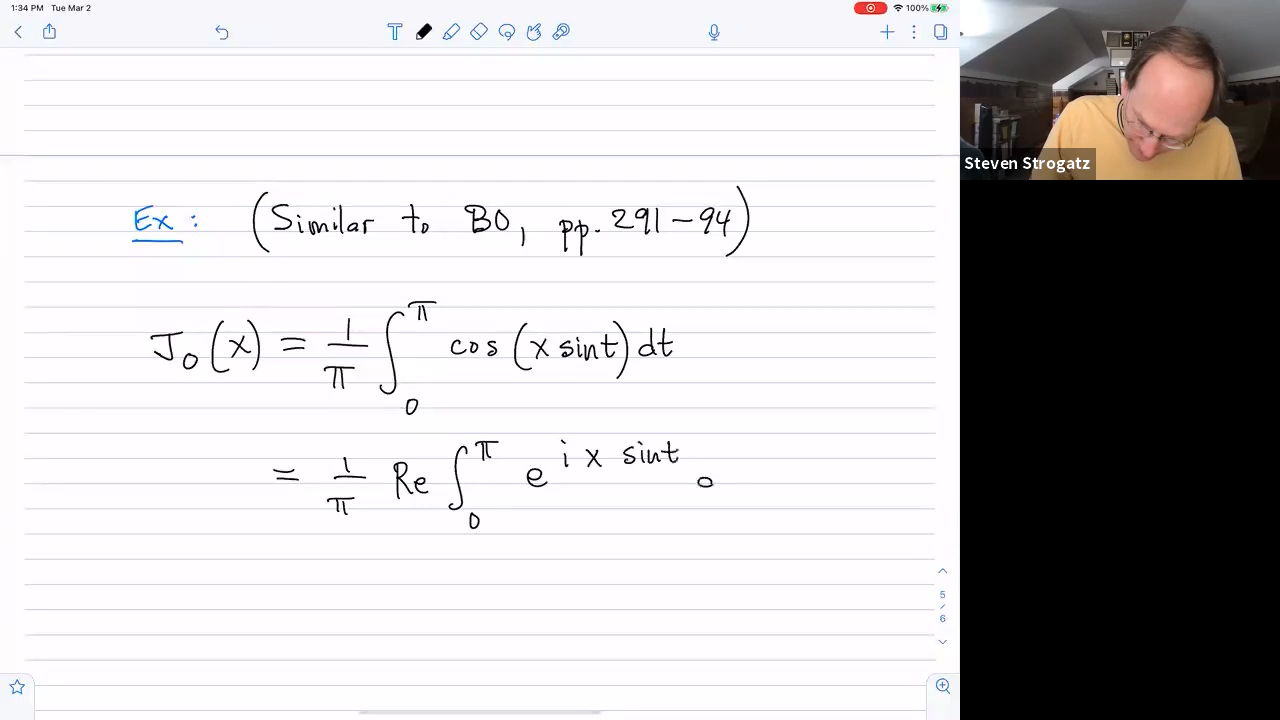 1:34 PM Tue Mar 2
100%
Ex: (Similar to BO, pp. 291-94)
J₀(x) = 1/π ∫₀^π cos(x sint) dt
= 1/π Re ∫₀^π e^{i x sint}
Steven Strogatz
5
/
6